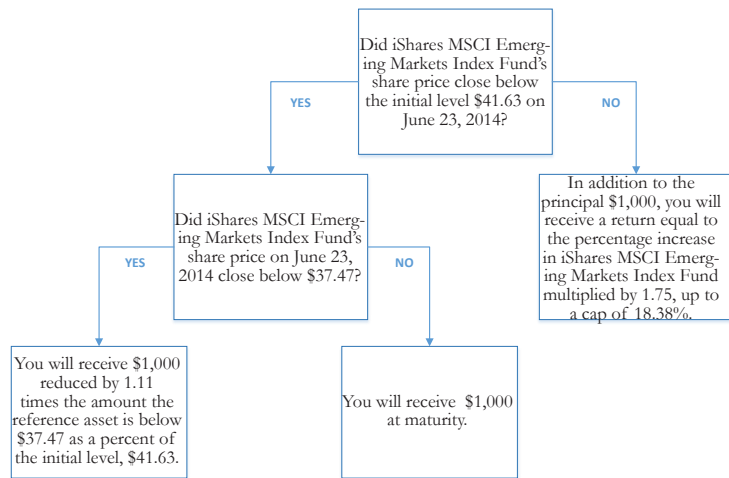 Did iShares MSCI Emerg-
ing Markets Index Fund's
share price close below
the initial level $41.63 on
June 23, 2014?
YES
NO
Did iShares MSCI Emerg-
ing Markets Index Fund's
share price on June 23,
2014 close below $37.47?
In addition to the
principal $1,000, you will
receive a return equal to
the percentage increase
in iShares MSCI Emerg-
ing Markets Index Fund
multiplied by 1.75, up to
a cap of 18.38%.
YES
NO
You will receive $1,000
reduced by 1.11
times the amount the
reference asset is below
$37.47 as a percent of
the initial level, $41.63.
You will receive $1,000
at maturity.